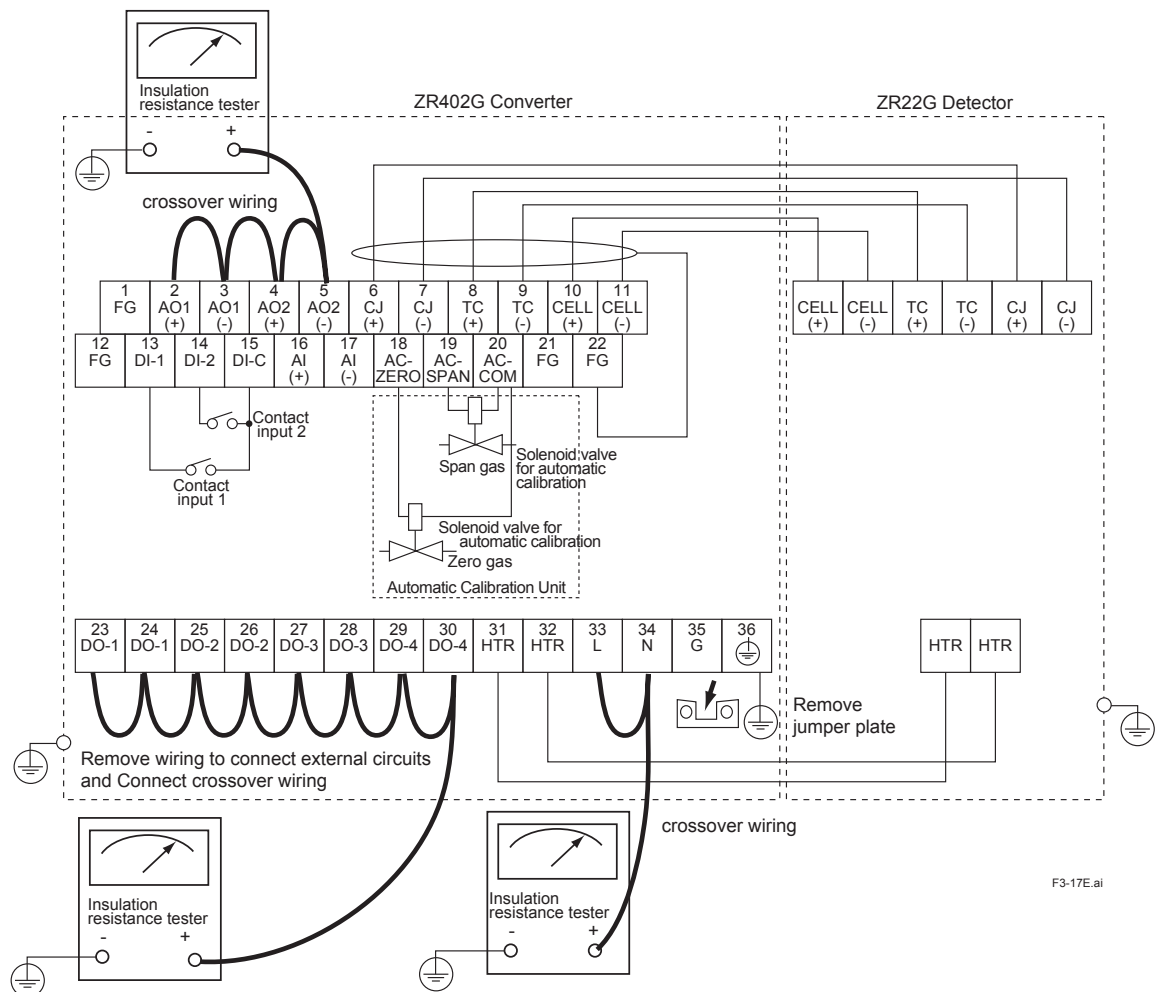 Insulation
resistance tester
- +
ZR402G Converter
ZR22G Detector
crossover wiring
1 2 3 4 5 6 7 8 9 10 11
FG AO1 AO1 AO2 AO2 CJ CJ TC TC CELL CELL
(+) (-) (+) (-) (+) (-) (+) (-) (+) (-)
CELL CELL TC TC CJ CJ
(+) (-) (+) (-) (+) (-)
12 13 14 15 16 17 18 19 20 21 22
FG DI-1 DI-2 DI-C AI AI AC- AC- AC- FG FG
(+) (-) ZERO SPAN COM
Contact
input 2
Contact
input 1
Span gas
Solenoid valve
for automatic
calibration
Solenoid valve for
automatic calibration
Zero gas
Automatic Calibration Unit
23 24 25 26 27 28 29 30 31 32 33 34 35 36
DO-1 DO-1 DO-2 DO-2 DO-3 DO-3 DO-4 DO-4 HTR HTR L N G
HTR HTR
Remove
jumper plate
Remove wiring to connect external circuits
and Connect crossover wiring
crossover wiring
Insulation
resistance tester
- +
Insulation
resistance tester
- +
F3-17E.ai